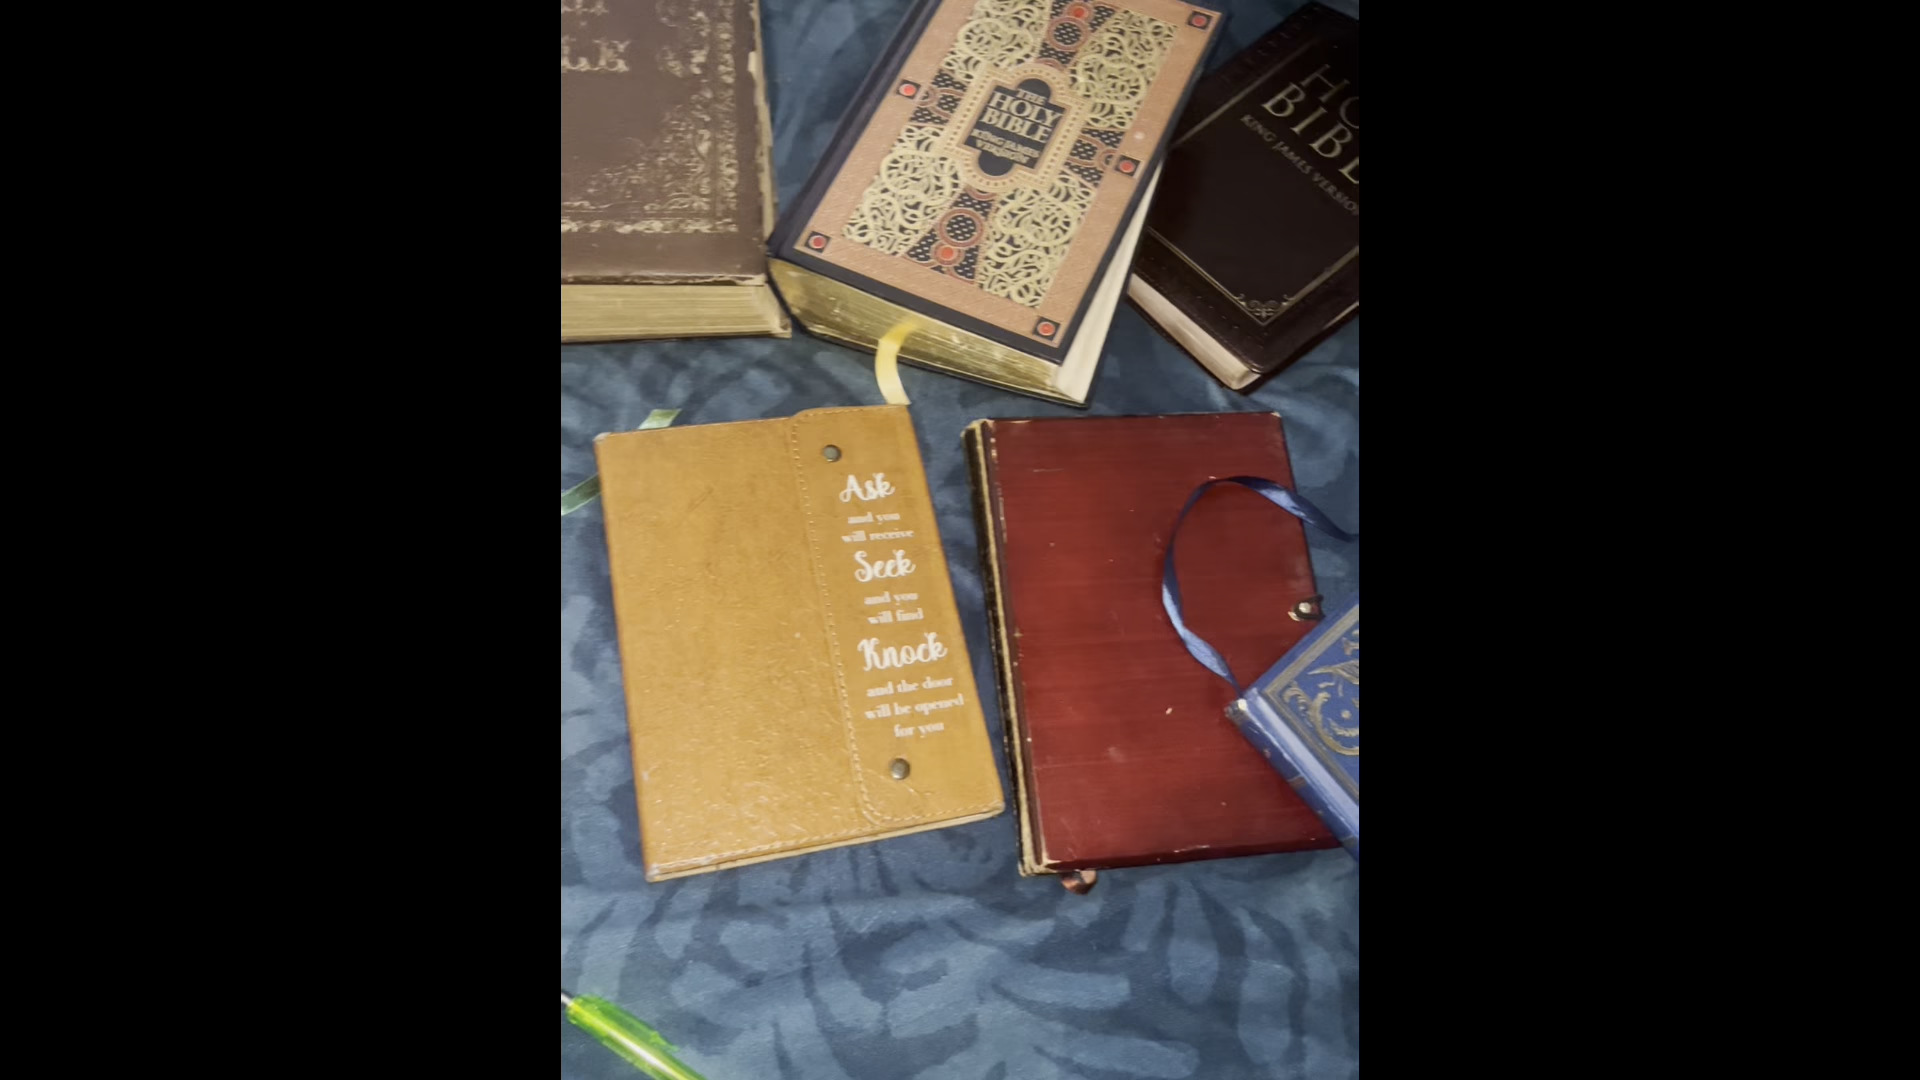 THE
HOLY
BIBLE
KING JAMES
VERSION
BIBL
KING JAMES VERSIO
Ask
and you
will receive
Seek
and you
will find
Knock
and the door
will be opened
for you